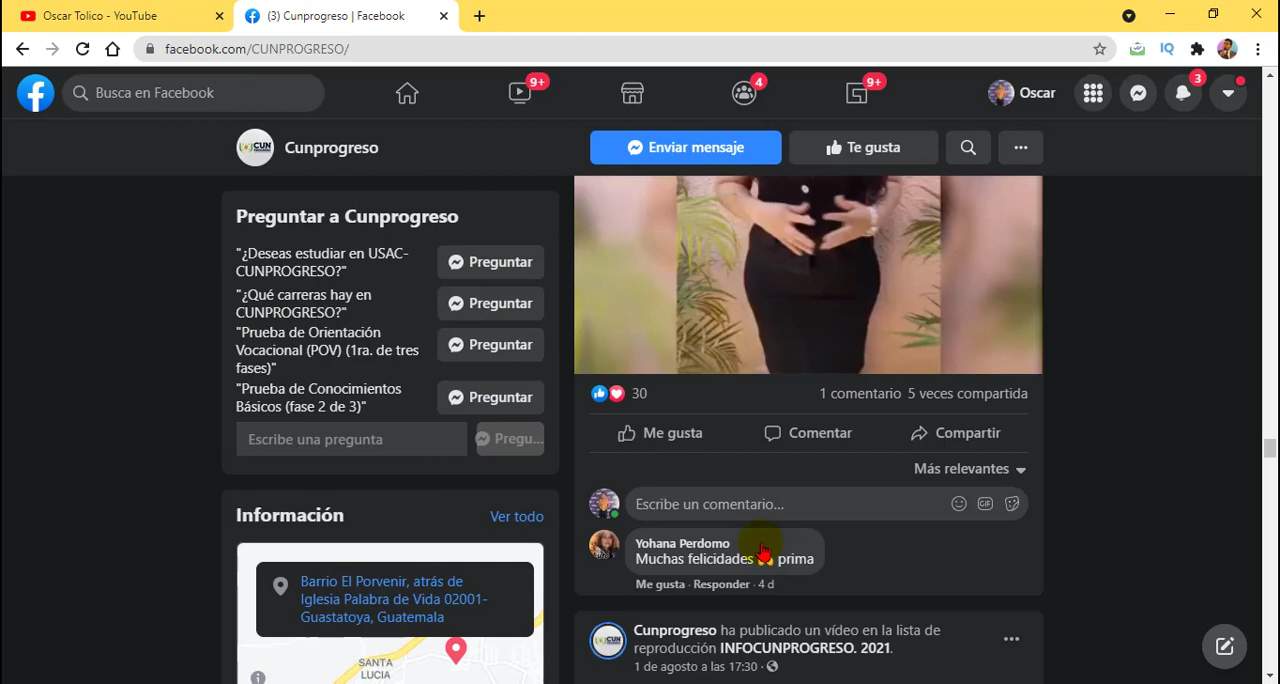 Oscar Tolico - YouTube
(3) Cunprogreso | Facebook
facebook.com/CUNPROGRESO/
IQ
Busca en Facebook
9+
4
9+
Oscar
3
CUN
Cunprogreso
Enviar mensaje
Te gusta
Preguntar a Cunprogreso
"¿Deseas estudiar en USAC-
CUNPROGRESO?"
Preguntar
"¿Qué carreras hay en
CUNPROGRESO?"
Preguntar
"Prueba de Orientación
Vocacional (POV) (1ra. de tres
fases)"
Preguntar
"Prueba de Conocimientos
Básicos (fase 2 de 3)"
Preguntar
Escribe una pregunta
Pregu...
Información
Ver todo
Barrio El Porvenir, atrás de
Iglesia Palabra de Vida 02001-
Guastatoya, Guatemala
SANTA
LUCIA
30
1 comentario 5 veces compartida
Me gusta
Comentar
Compartir
Más relevantes
Escribe un comentario...
GIF
Yohana Perdomo
Muchas felicidades prima
Me gusta · Responder · 4 d
Cunprogreso ha publicado un vídeo en la lista de
reproducción INFOCUNPROGRESO. 2021.
1 de agosto a las 17:30 ·